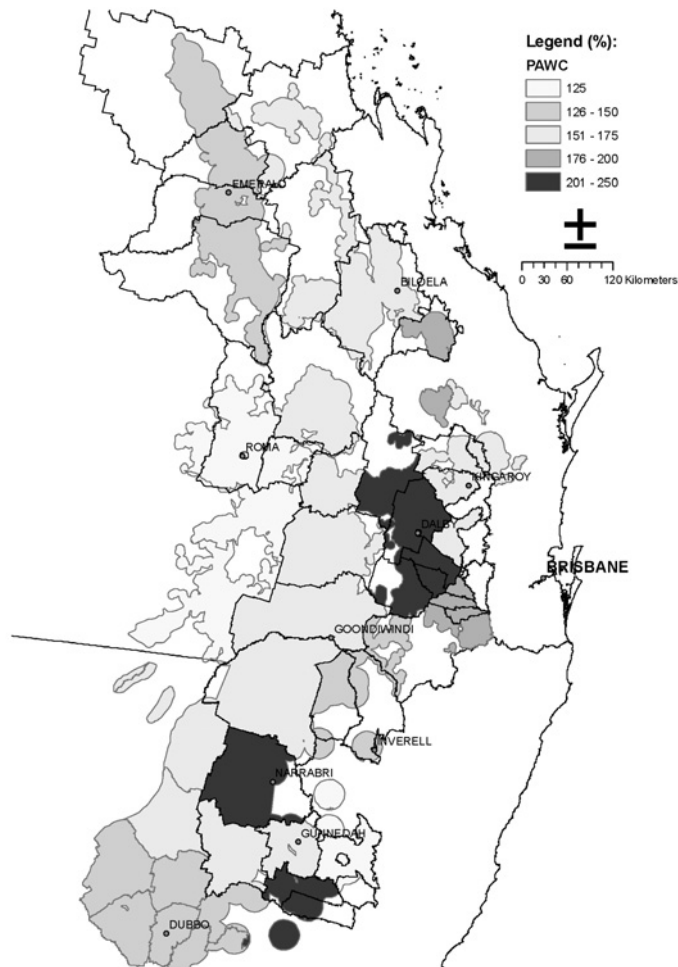 Legend (%):
PAWC
125
126 - 150
151 - 175
176 - 200
201 - 250
0 30 60 120 Kilometers
EMERALD
BILOELA
ROMA
KINGAROY
DALBY
BRISBANE
GOONDIWINDI
INVERELL
NARRABRI
GUNNEDAH
DUBBO